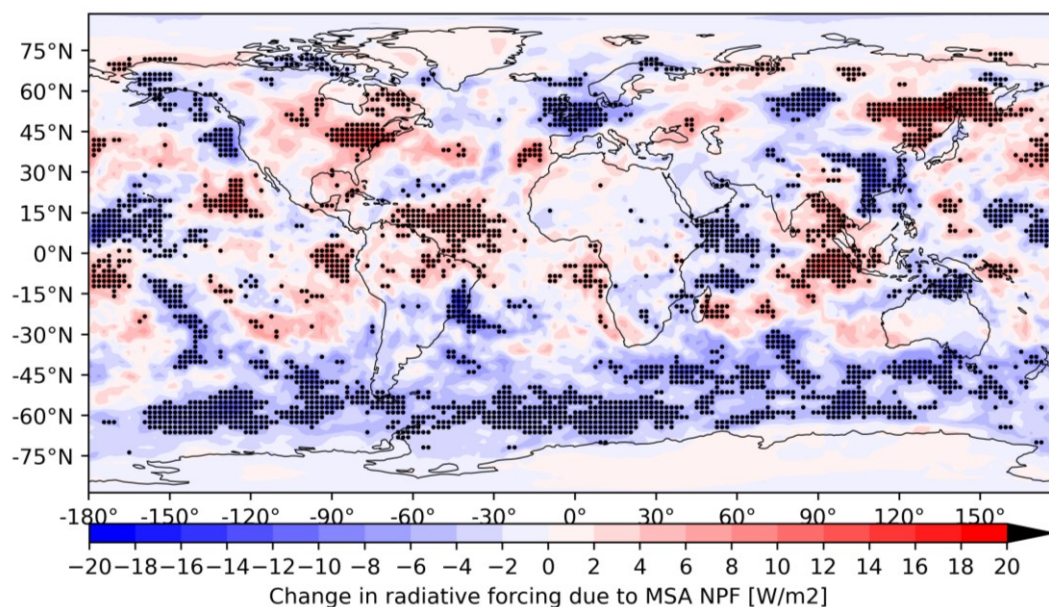 75°N
60°N
45°N
30°N
15°N
0°N
-15°N
-30°N
-45°N
-60°N
-75°N
-180 -150° -120° -90° -60° -30° 0° 30° 60° 90° 120° 150°
−20 −18 −16 −14 −12 −10 −8 −6 −4 −2 0 2 4 6 8 10 12 14 16 18 20
Change in radiative forcing due to MSA NPF [W/m2]